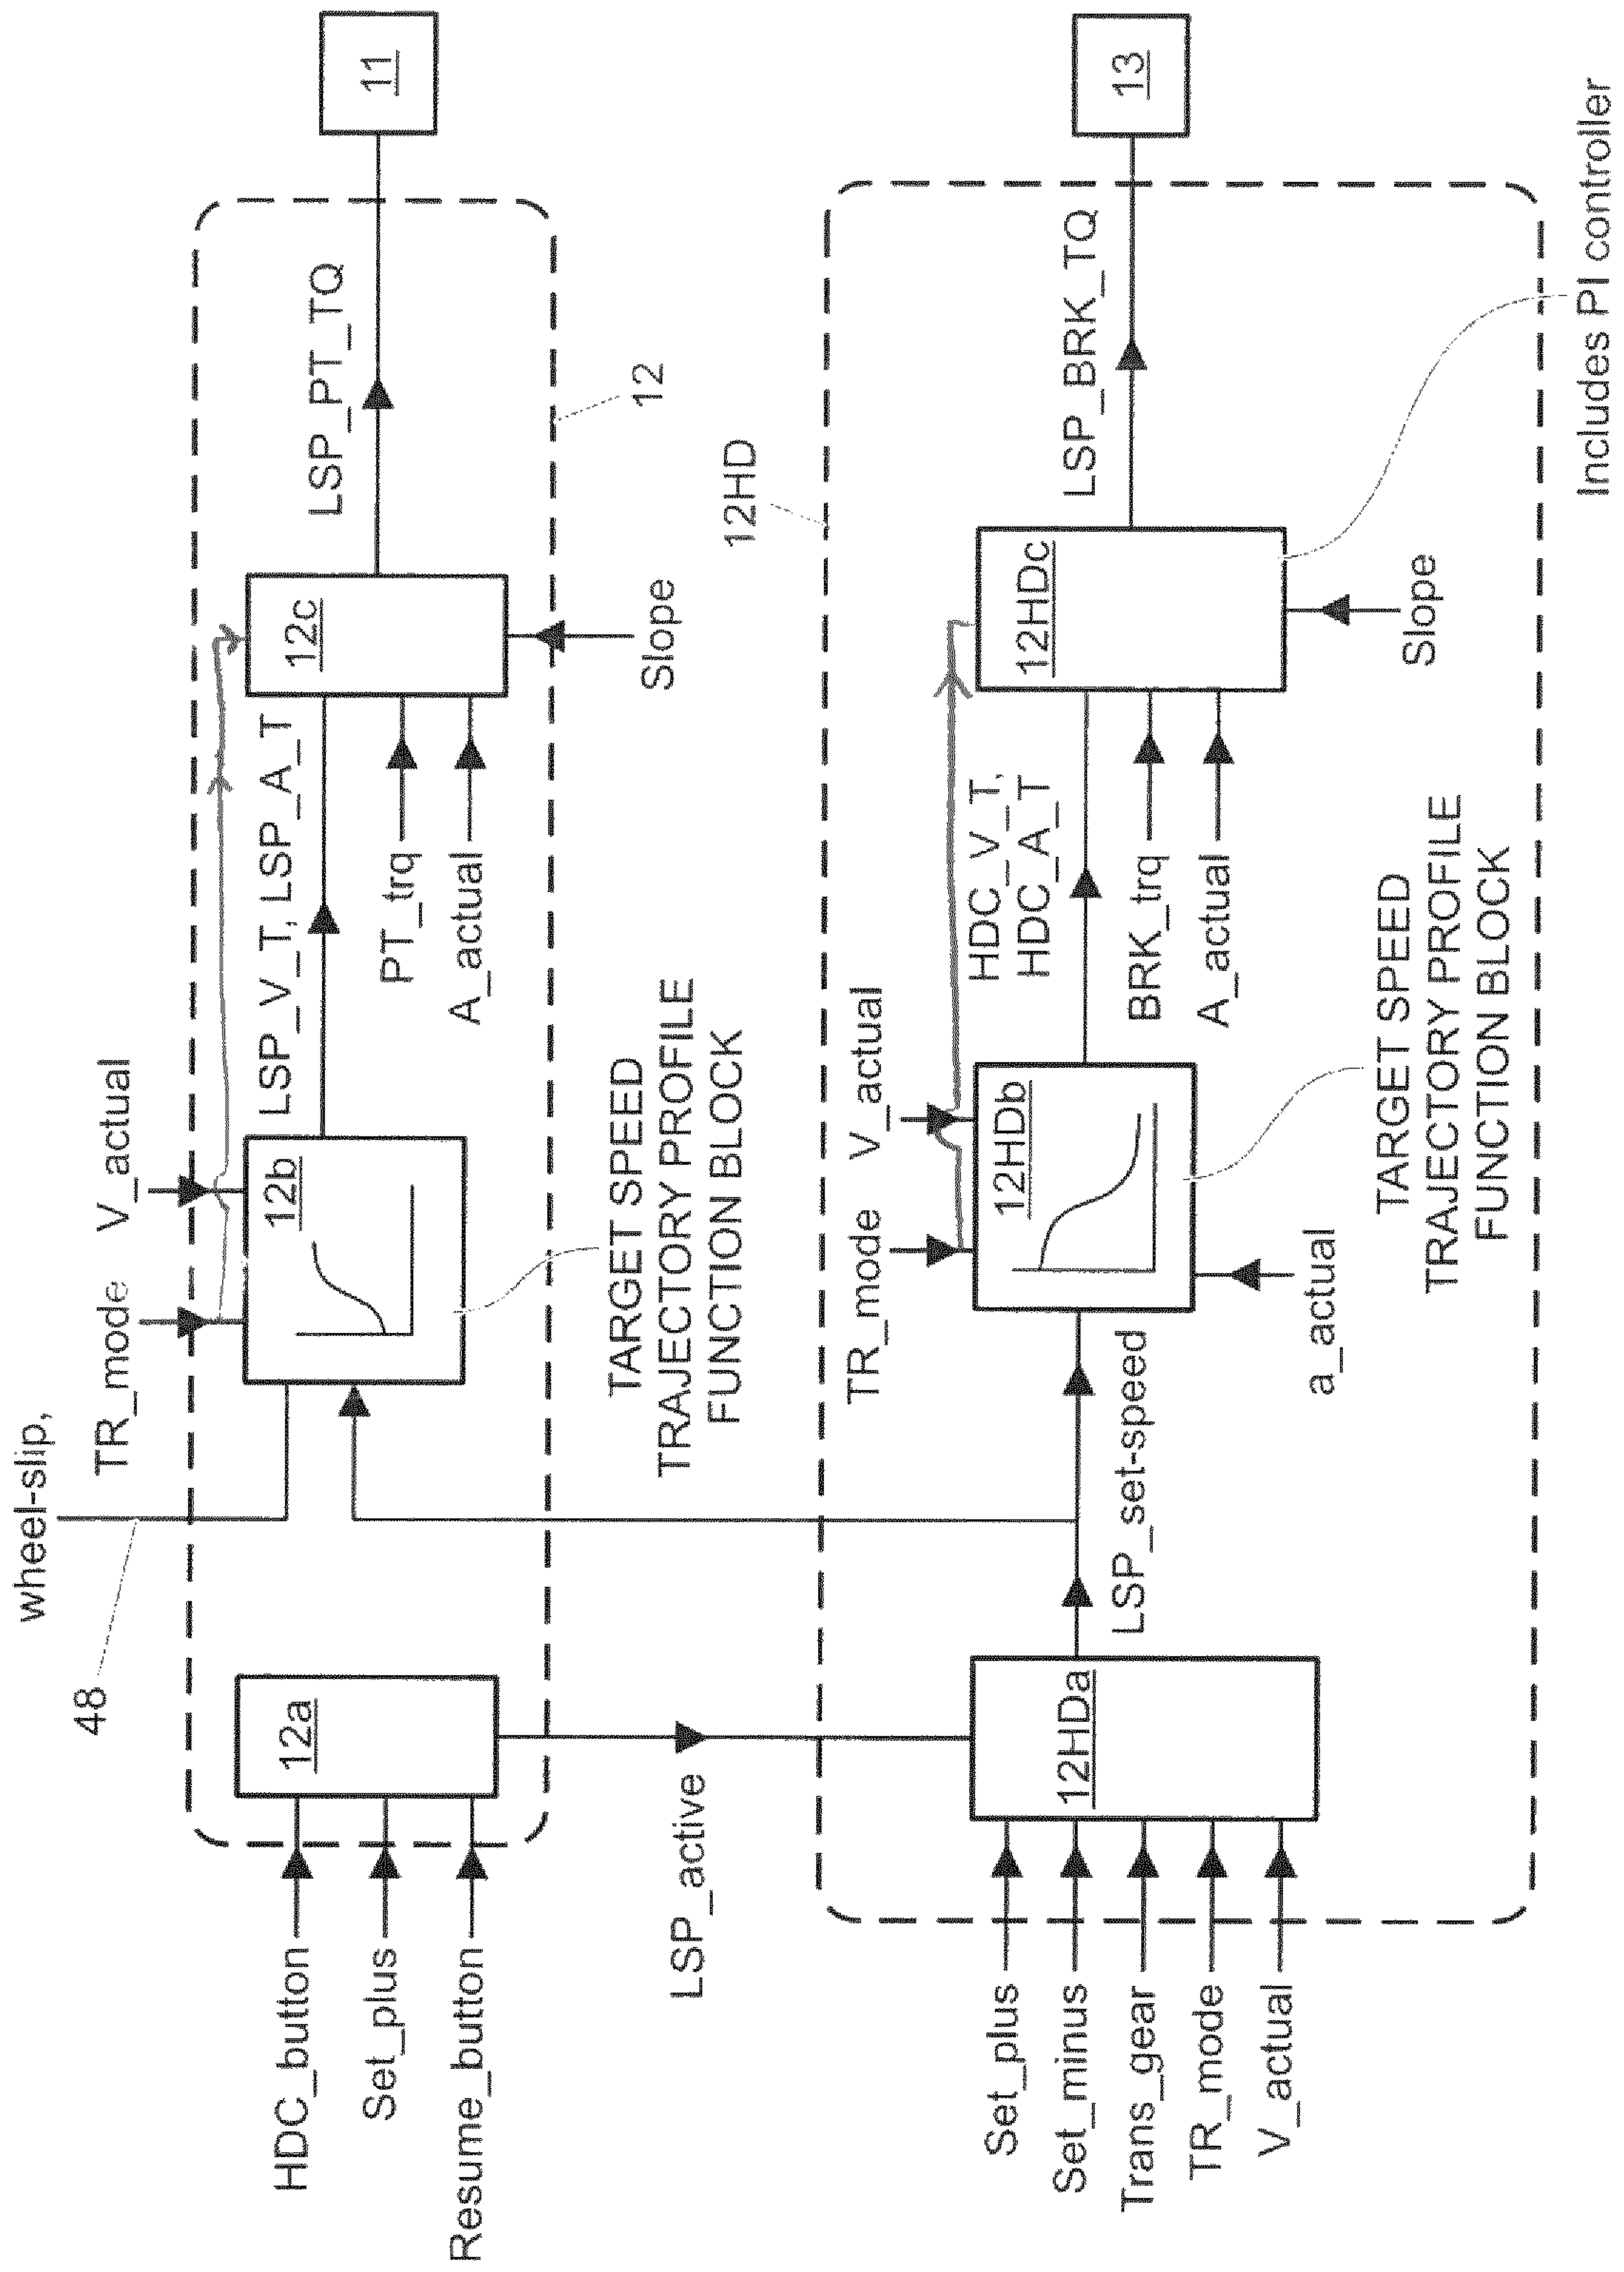 wheel-slip,
48
TR_mode
V_actual
HDC_button
Set_plus
Resume_button
12a
12b
LSP_V_T, LSP_A_T
PT_trq
A_actual
12c
Slope
LSP_PT_TQ
11
12
TARGET SPEED
TRAJECTORY PROFILE
FUNCTION BLOCK
LSP_active
12HD
Set_plus
Set_minus
Trans_gear
TR_mode
V_actual
12HDa
LSP_set-speed
TR_mode
V_actual
12HDb
a_actual
HDC_V_T,
HDC_A_T
BRK_trq
A_actual
12HDc
Slope
LSP_BRK_TQ
13
TARGET SPEED
TRAJECTORY PROFILE
FUNCTION BLOCK
Includes PI controller